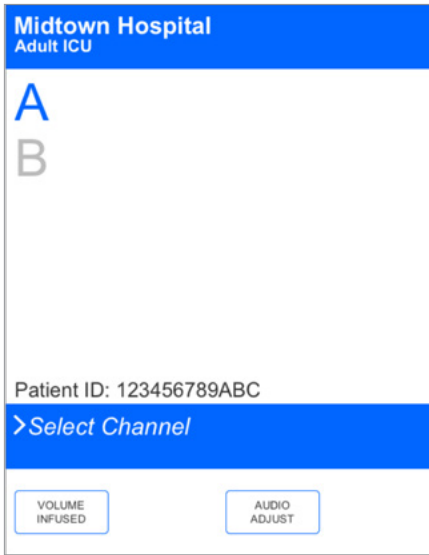 Midtown Hospital
Adult ICU
A
B
Patient ID: 123456789ABC
>Select Channel
VOLUME
INFUSED
AUDIO
ADJUST